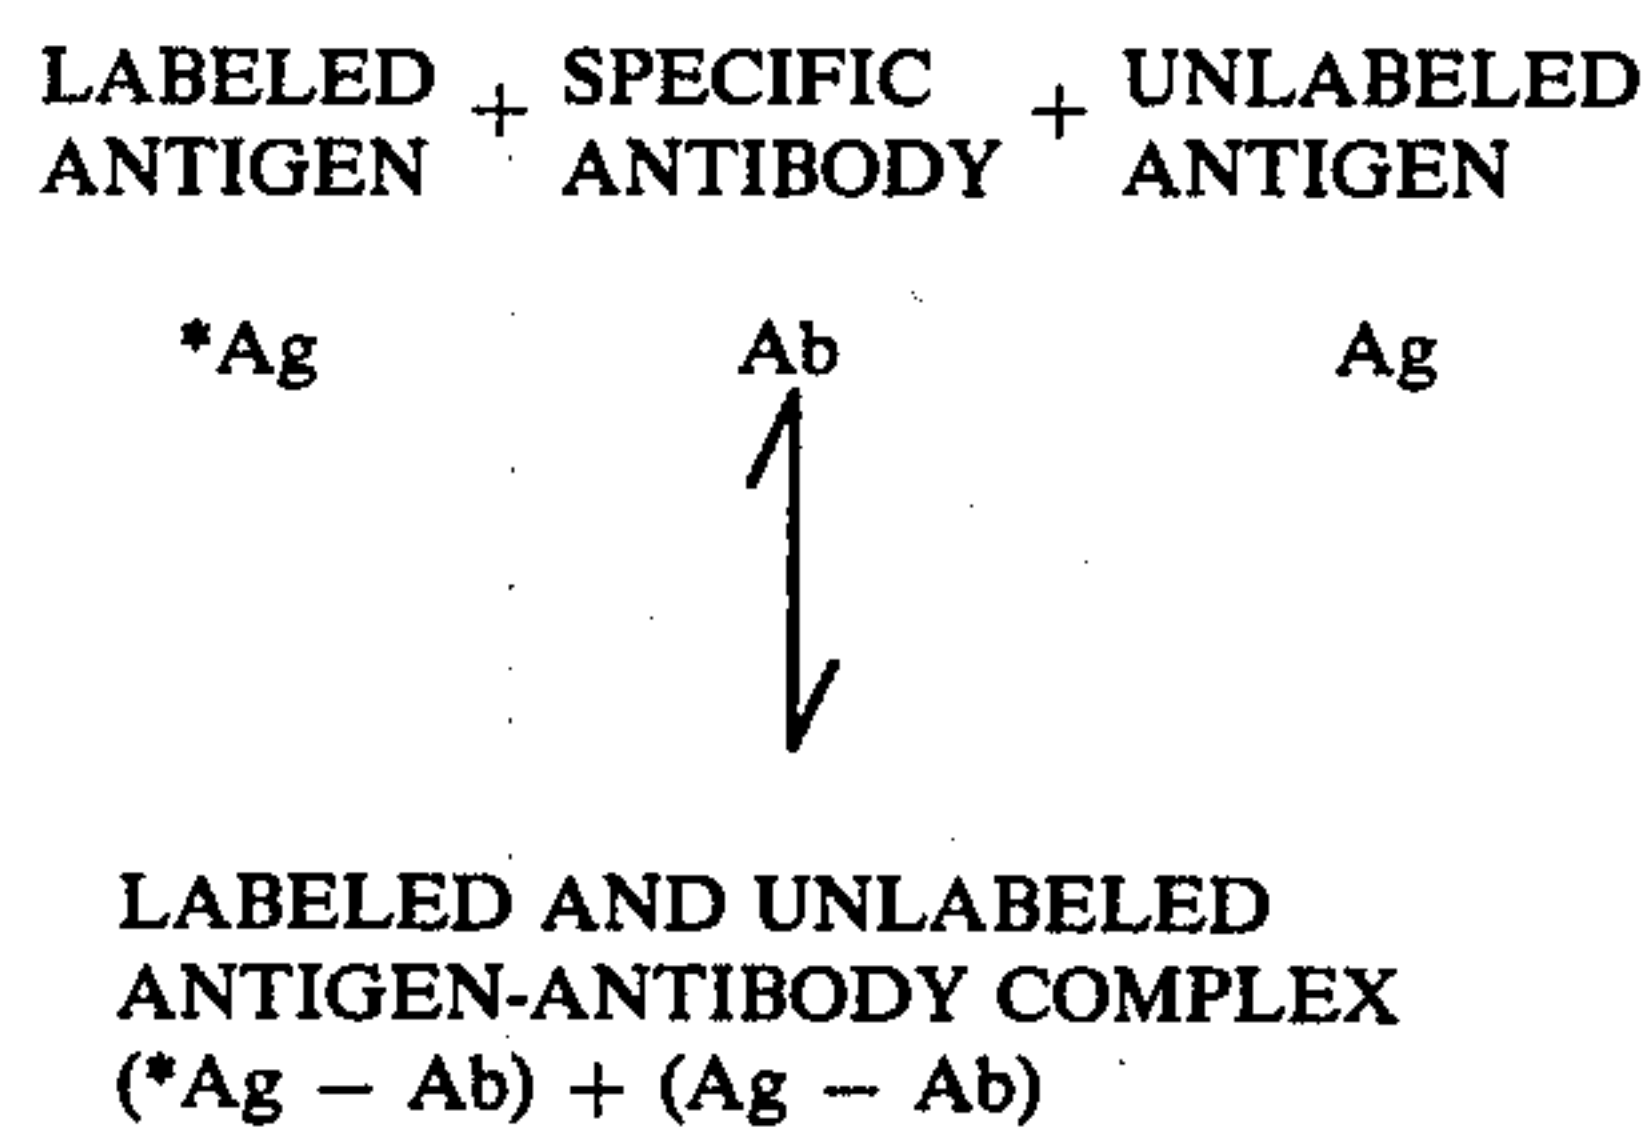 LABELED + SPECIFIC + UNLABELED
ANTIGEN ANTIBODY ANTIGEN
*Ag Ab Ag
LABELED AND UNLABELED
ANTIGEN-ANTIBODY COMPLEX
(*Ag — Ab) + (Ag — Ab)